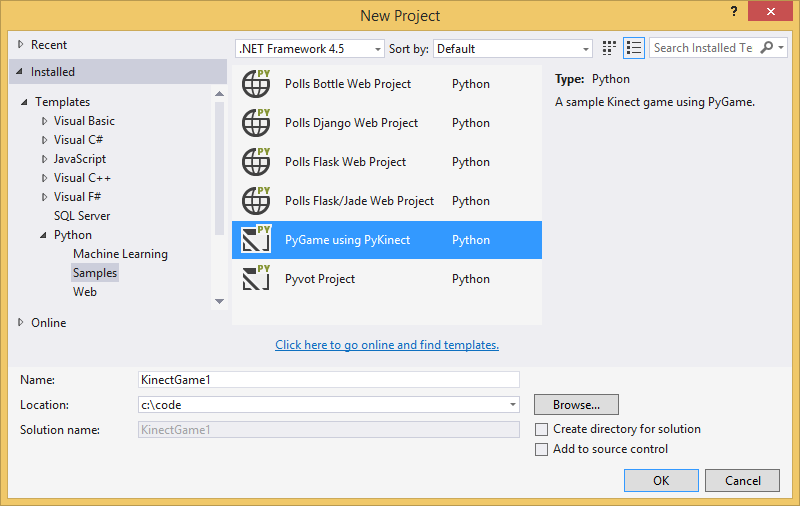 New Project
?
Recent
Installed
Templates
Visual Basic
Visual C#
JavaScript
Visual C++
Visual F#
SQL Server
Python
Machine Learning
Samples
Web
Online
.NET Framework 4.5
Sort by: Default
Search Installed Te
PY Polls Bottle Web Project Python
PY Polls Django Web Project Python
PY Polls Flask Web Project Python
PY Polls Flask/Jade Web Project Python
PY PyGame using PyKinect Python
PY Pyvot Project Python
Click here to go online and find templates.
Type: Python
A sample Kinect game using PyGame.
Name: KinectGame1
Location: c:\code
Browse...
Solution name: KinectGame1
Create directory for solution
Add to source control
OK Cancel